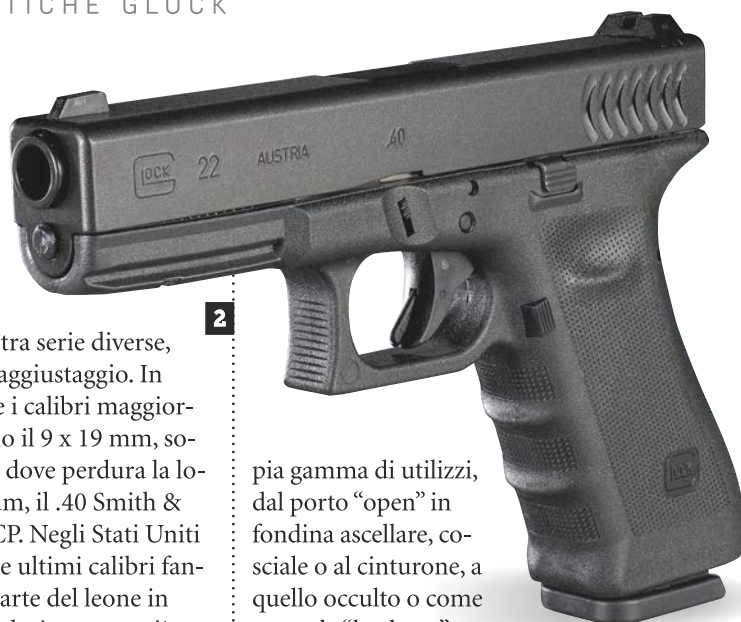 TICHE GLOCK
GLOCK 22 AUSTRIA .40
GLOCK
2
tra serie diverse,
aggiustaggio. In
e i calibri maggior-
o il 9 x 19 mm, so-
dove perdura la lo-
um, il .40 Smith &
CP. Negli Stati Uniti
e ultimi calibri fan-
arte del leone in
pia gamma di utilizzi,
dal porto “open” in
fondina ascellare, co-
sciale o al cinturone, a
quello occulto o come